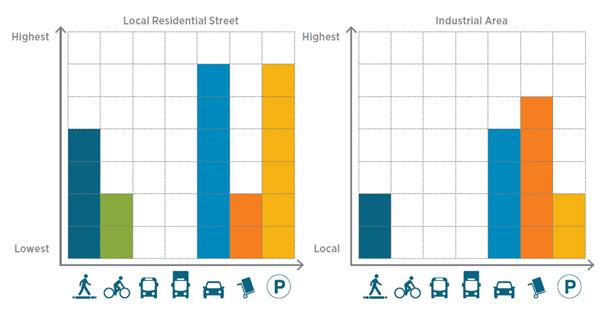 Local Residential Street
Industrial Area
Highest
Highest
Lowest
Local
P
P